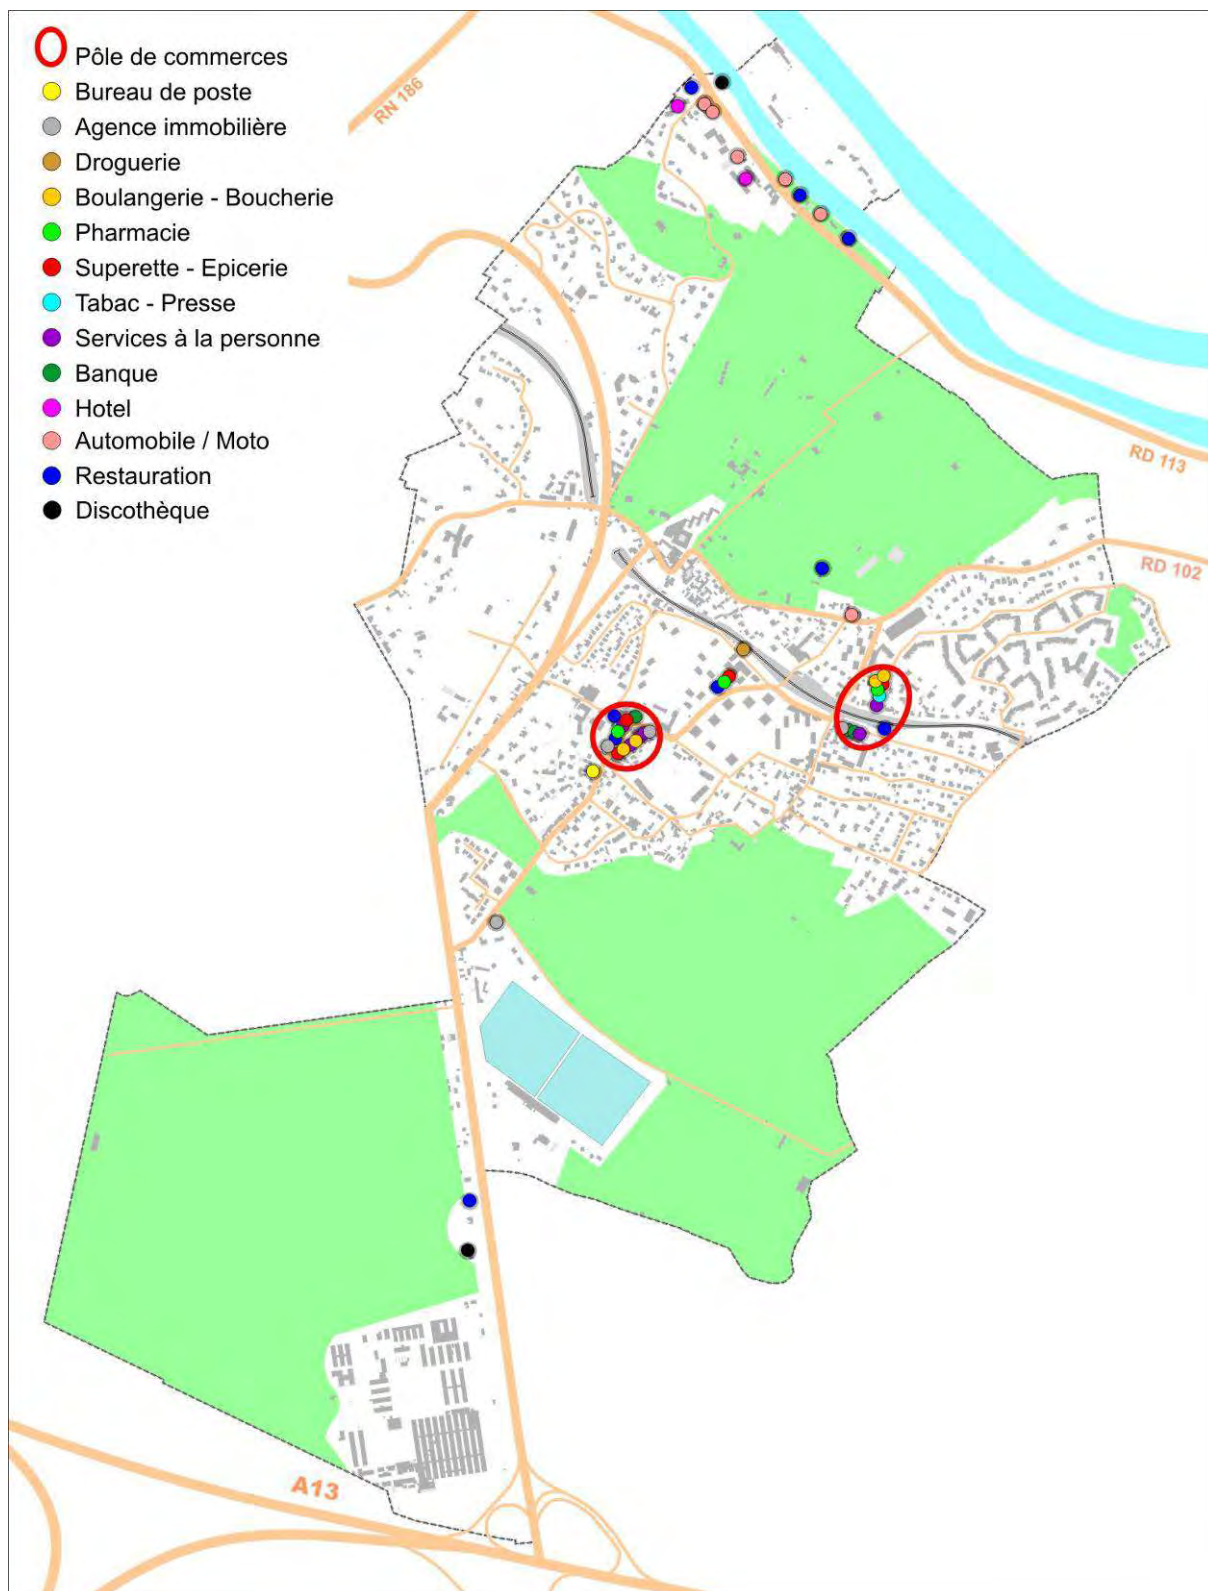 Pôle de commerces
Bureau de poste
Agence immobilière
Droguerie
Boulangerie - Boucherie
Pharmacie
Superette - Epicerie
Tabac - Presse
Services à la personne
Banque
Hotel
Automobile / Moto
Restauration
Discothèque
RN 186
RD 113
RD 102
A13